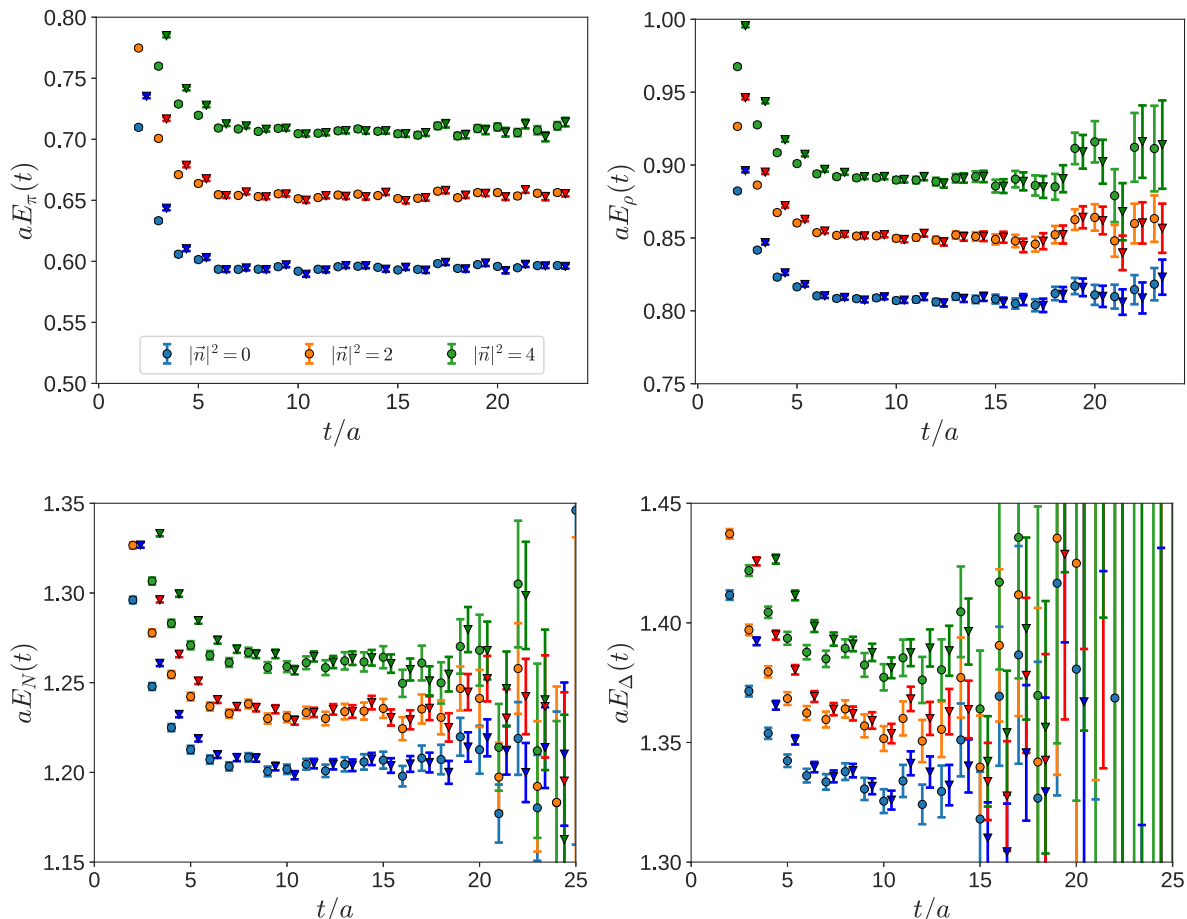 0.80
0.75
0.70
0.65
0.60
0.55
0.50
aE_π(t)
|n⃗|² = 0
|n⃗|² = 2
|n⃗|² = 4
0 5 10 15 20
t/a
1.00
0.95
0.90
0.85
0.80
0.75
aE_ρ(t)
0 5 10 15 20
t/a
1.35
1.30
1.25
1.20
1.15
aE_N(t)
0 5 10 15 20 25
t/a
1.45
1.40
1.35
1.30
aE_Δ(t)
0 5 10 15 20 25
t/a